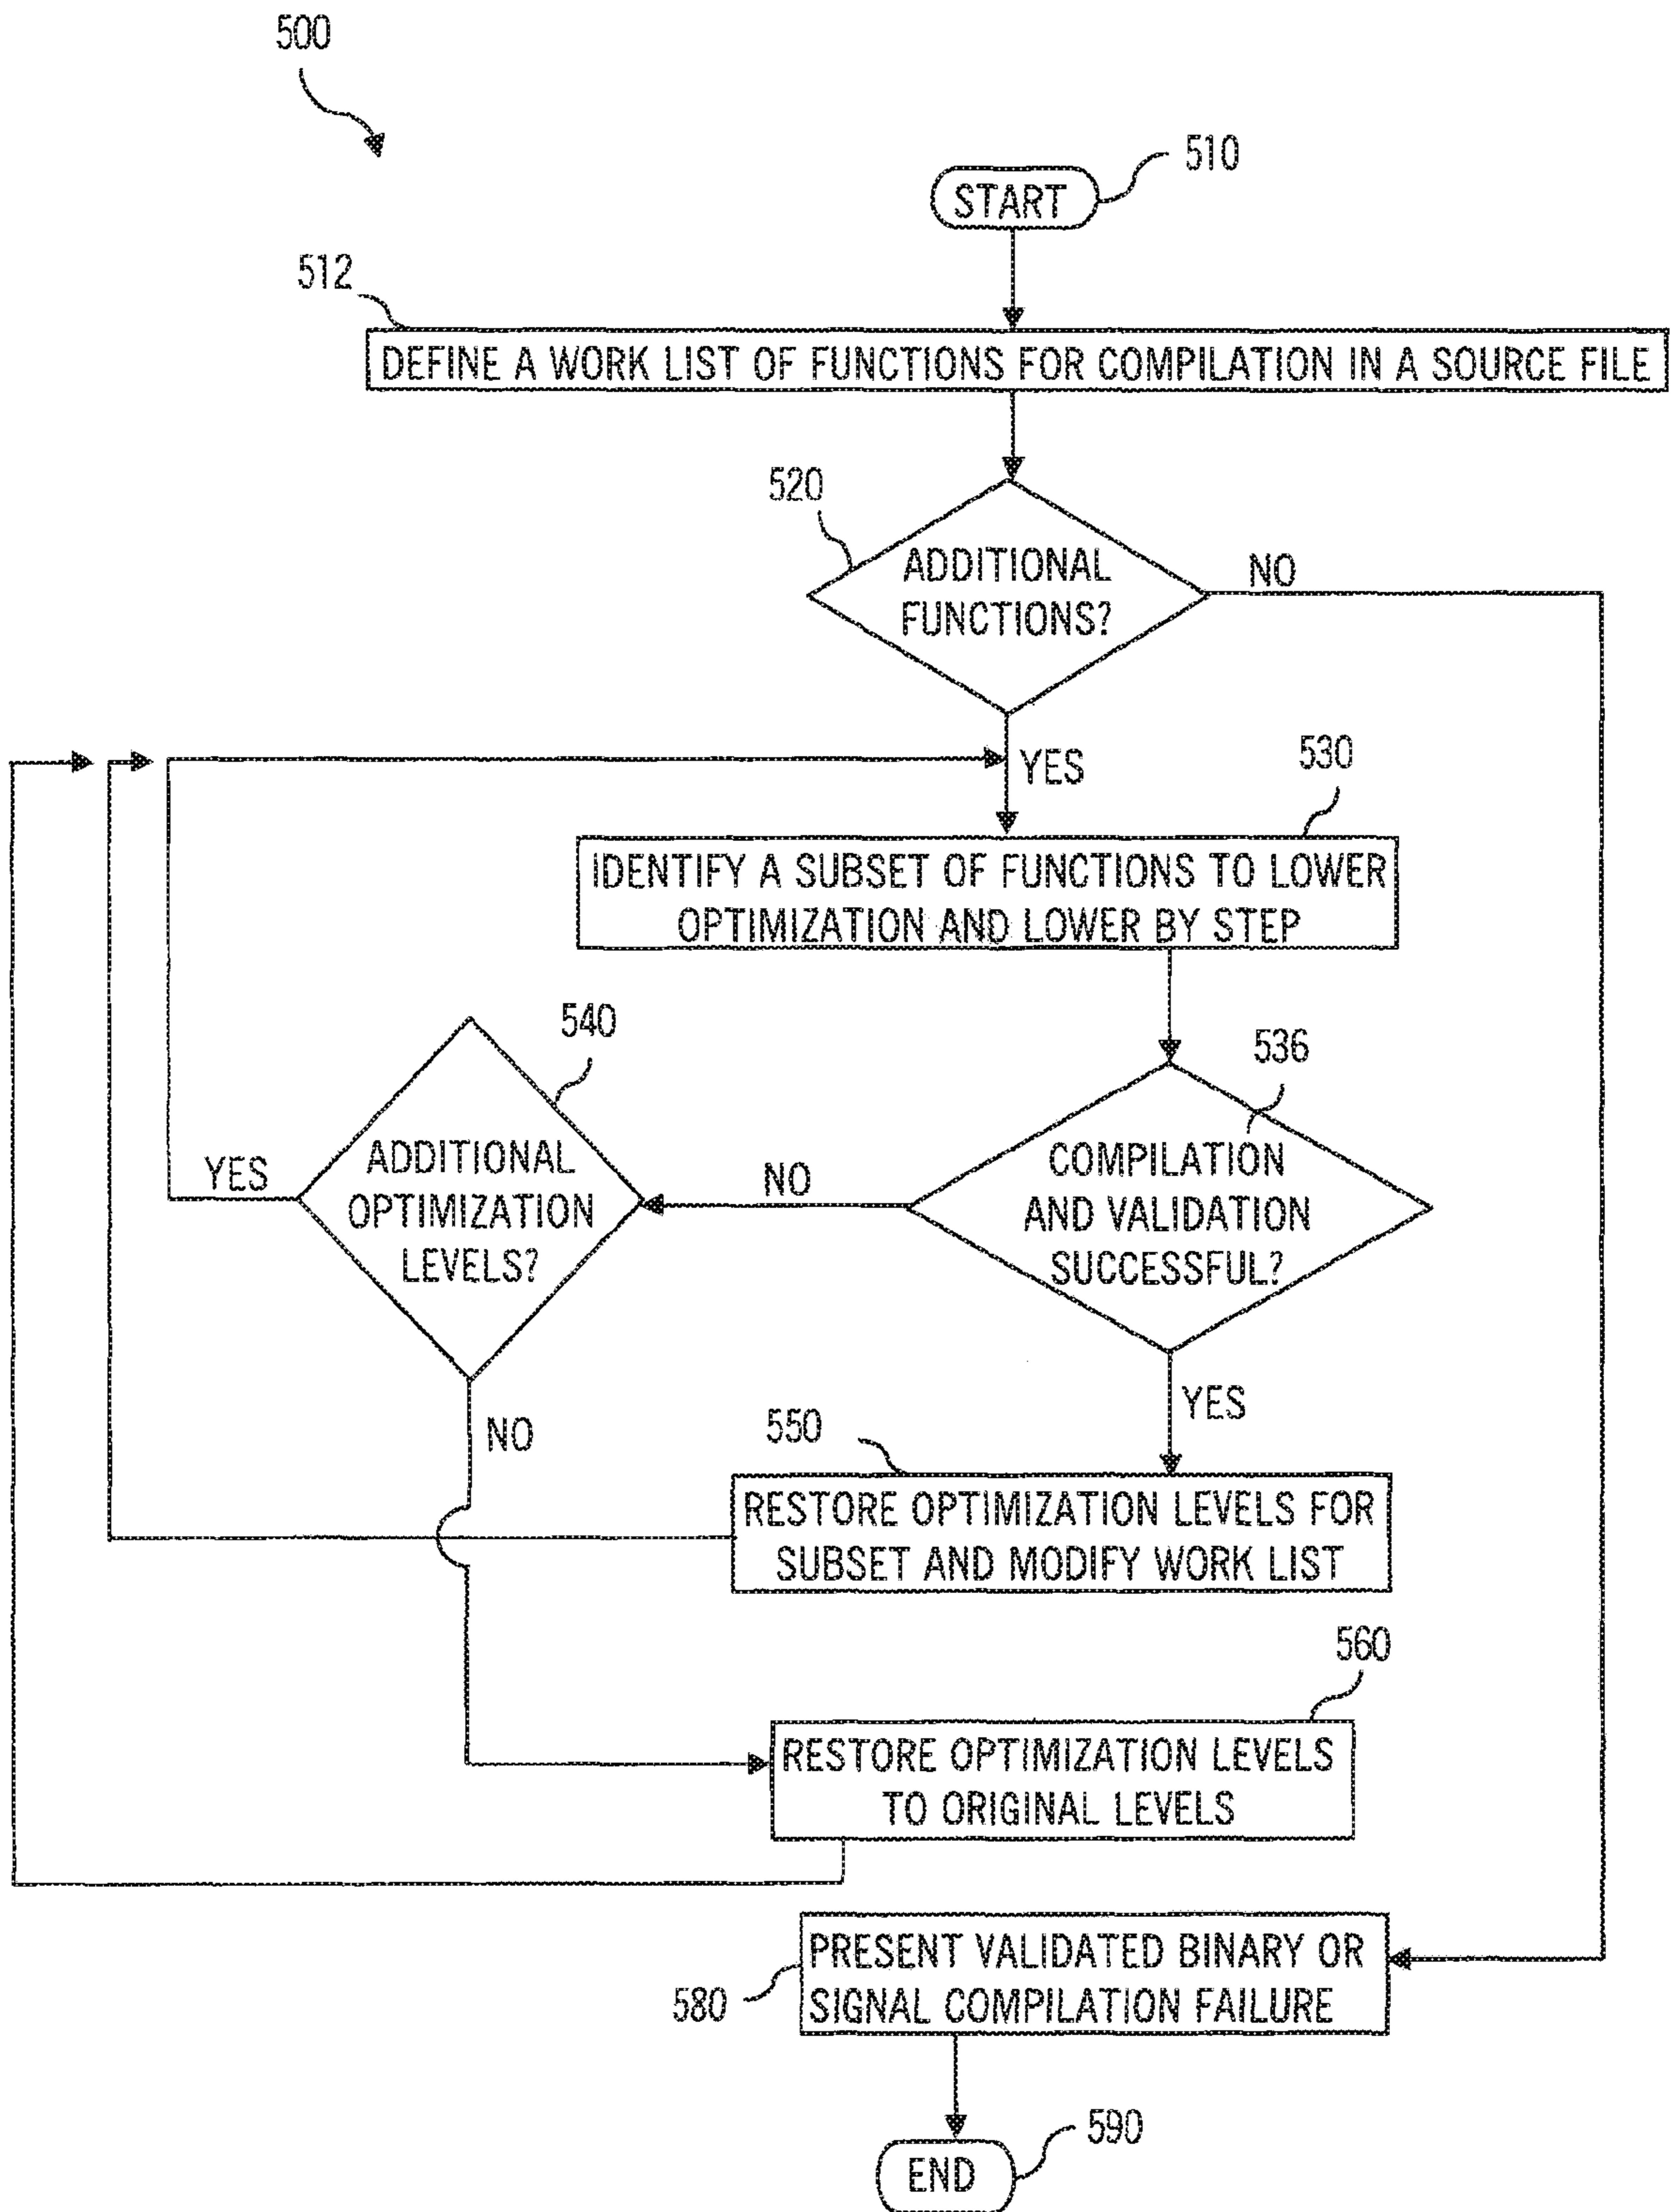 500
510
START
512
DEFINE A WORK LIST OF FUNCTIONS FOR COMPILATION IN A SOURCE FILE
520
ADDITIONAL
FUNCTIONS?
NO
YES
530
IDENTIFY A SUBSET OF FUNCTIONS TO LOWER
OPTIMIZATION AND LOWER BY STEP
540
536
ADDITIONAL
OPTIMIZATION
LEVELS?
YES
NO
COMPILATION
AND VALIDATION
SUCCESSFUL?
NO
YES
550
RESTORE OPTIMIZATION LEVELS FOR
SUBSET AND MODIFY WORK LIST
560
RESTORE OPTIMIZATION LEVELS
TO ORIGINAL LEVELS
580
PRESENT VALIDATED BINARY OR
SIGNAL COMPILATION FAILURE
590
END